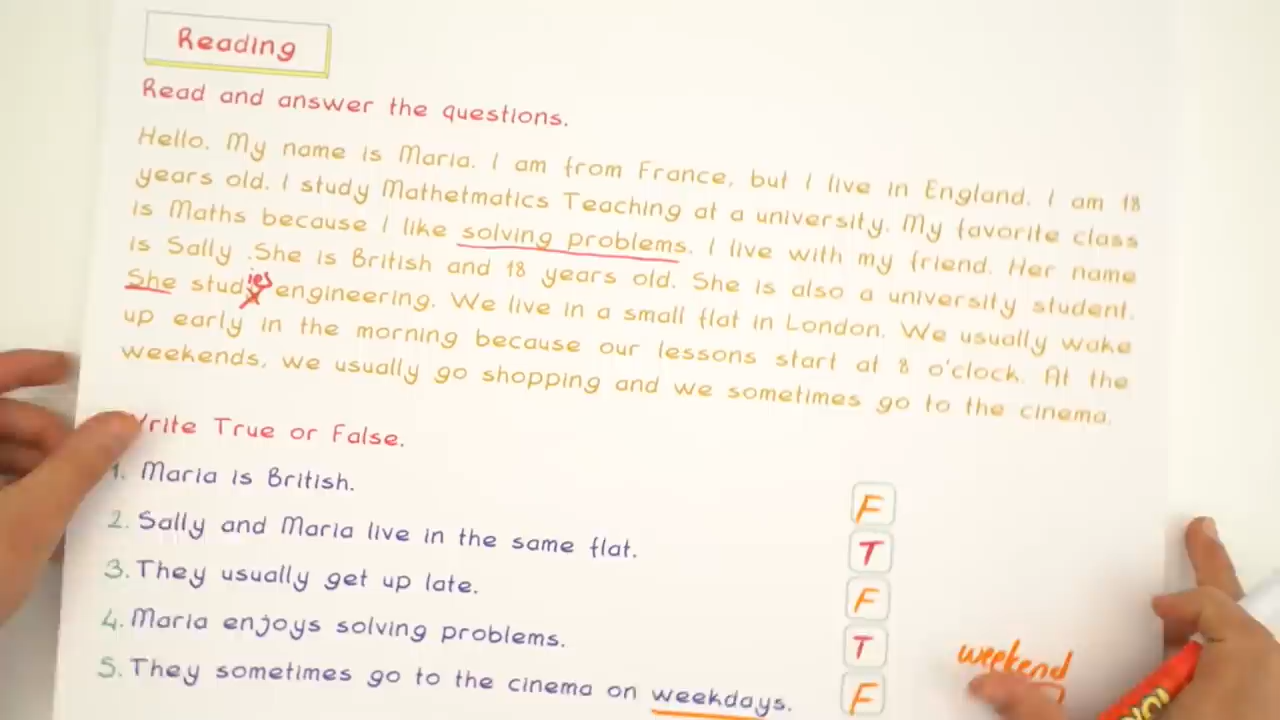 Reading
Read and answer the questions.
Hello. My name is Maria. I am from France, but I live in England. I am 18
years old. I study Mathetmatics Teaching at a university. My favorite class
is Maths because I like solving problems. I live with my friend. Her name
is Sally .She is British and 18 years old. She is also a university student.
She studies engineering. We live in a small flat in London. We usually wake
up early in the morning because our lessons start at 8 o'clock. At the
weekends, we usually go shopping and we sometimes go to the cinema.
Write True or False.
1. Maria is British. F
2. Sally and Maria live in the same flat. T
3. They usually get up late. F
4. Maria enjoys solving problems. T
5. They sometimes go to the cinema on weekdays. F
weekend